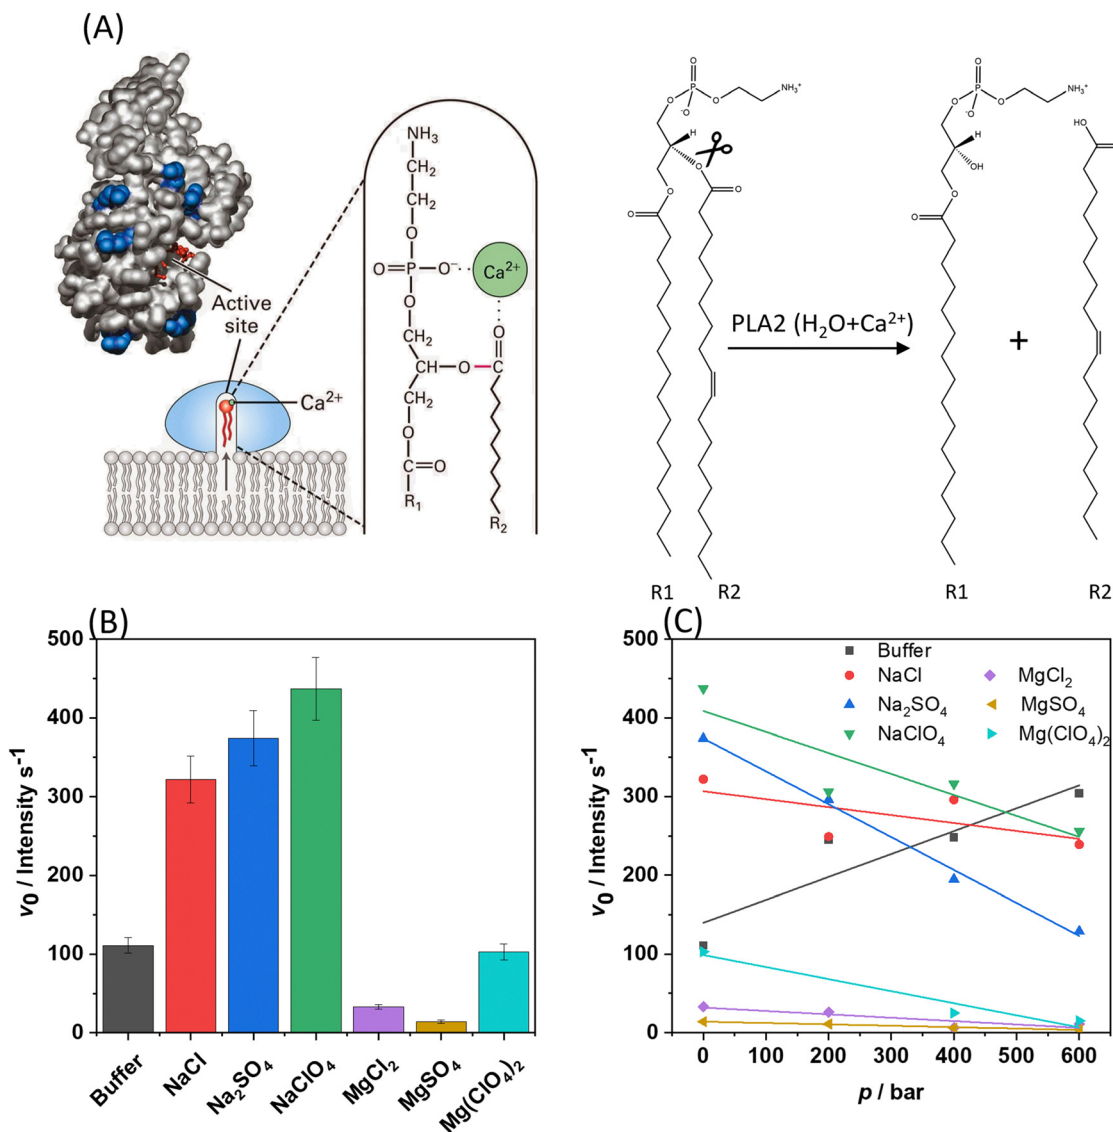 (A)
Active
site
Ca²⁺
NH₃
CH₂
CH₂
O
O=P-O⁻
Ca²⁺
O
O
CH₂
CH-O-C
CH₂
O
C=O
R₁
R₂
O
P
O
⁻O
O
NH₃⁺
H
O
O
O
O
O
P
O
⁻O
O
NH₃⁺
H
OH
O
O
HO
PLA2 (H₂O+Ca²⁺)
+
R1
R2
R1
R2
(B)
500
400
300
200
100
0
v₀ / Intensity s⁻¹
Buffer
NaCl
Na₂SO₄
NaClO₄
MgCl₂
MgSO₄
Mg(ClO₄)₂
(C)
Buffer
NaCl
Na₂SO₄
NaClO₄
MgCl₂
MgSO₄
Mg(ClO₄)₂
500
400
300
200
100
0
v₀ / Intensity s⁻¹
0 100 200 300 400 500 600
p / bar